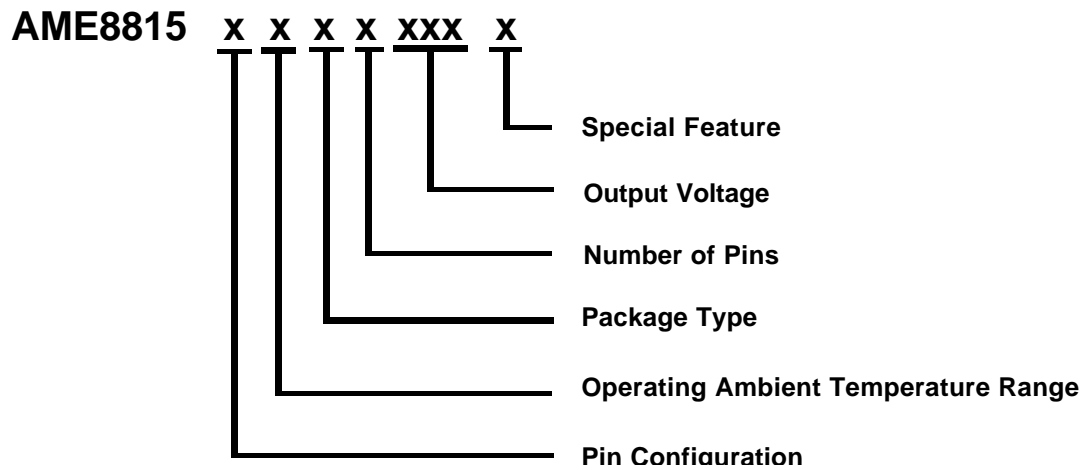 AME8815 x x x x xxx x
Special Feature
Output Voltage
Number of Pins
Package Type
Operating Ambient Temperature Range
Pin Configuration